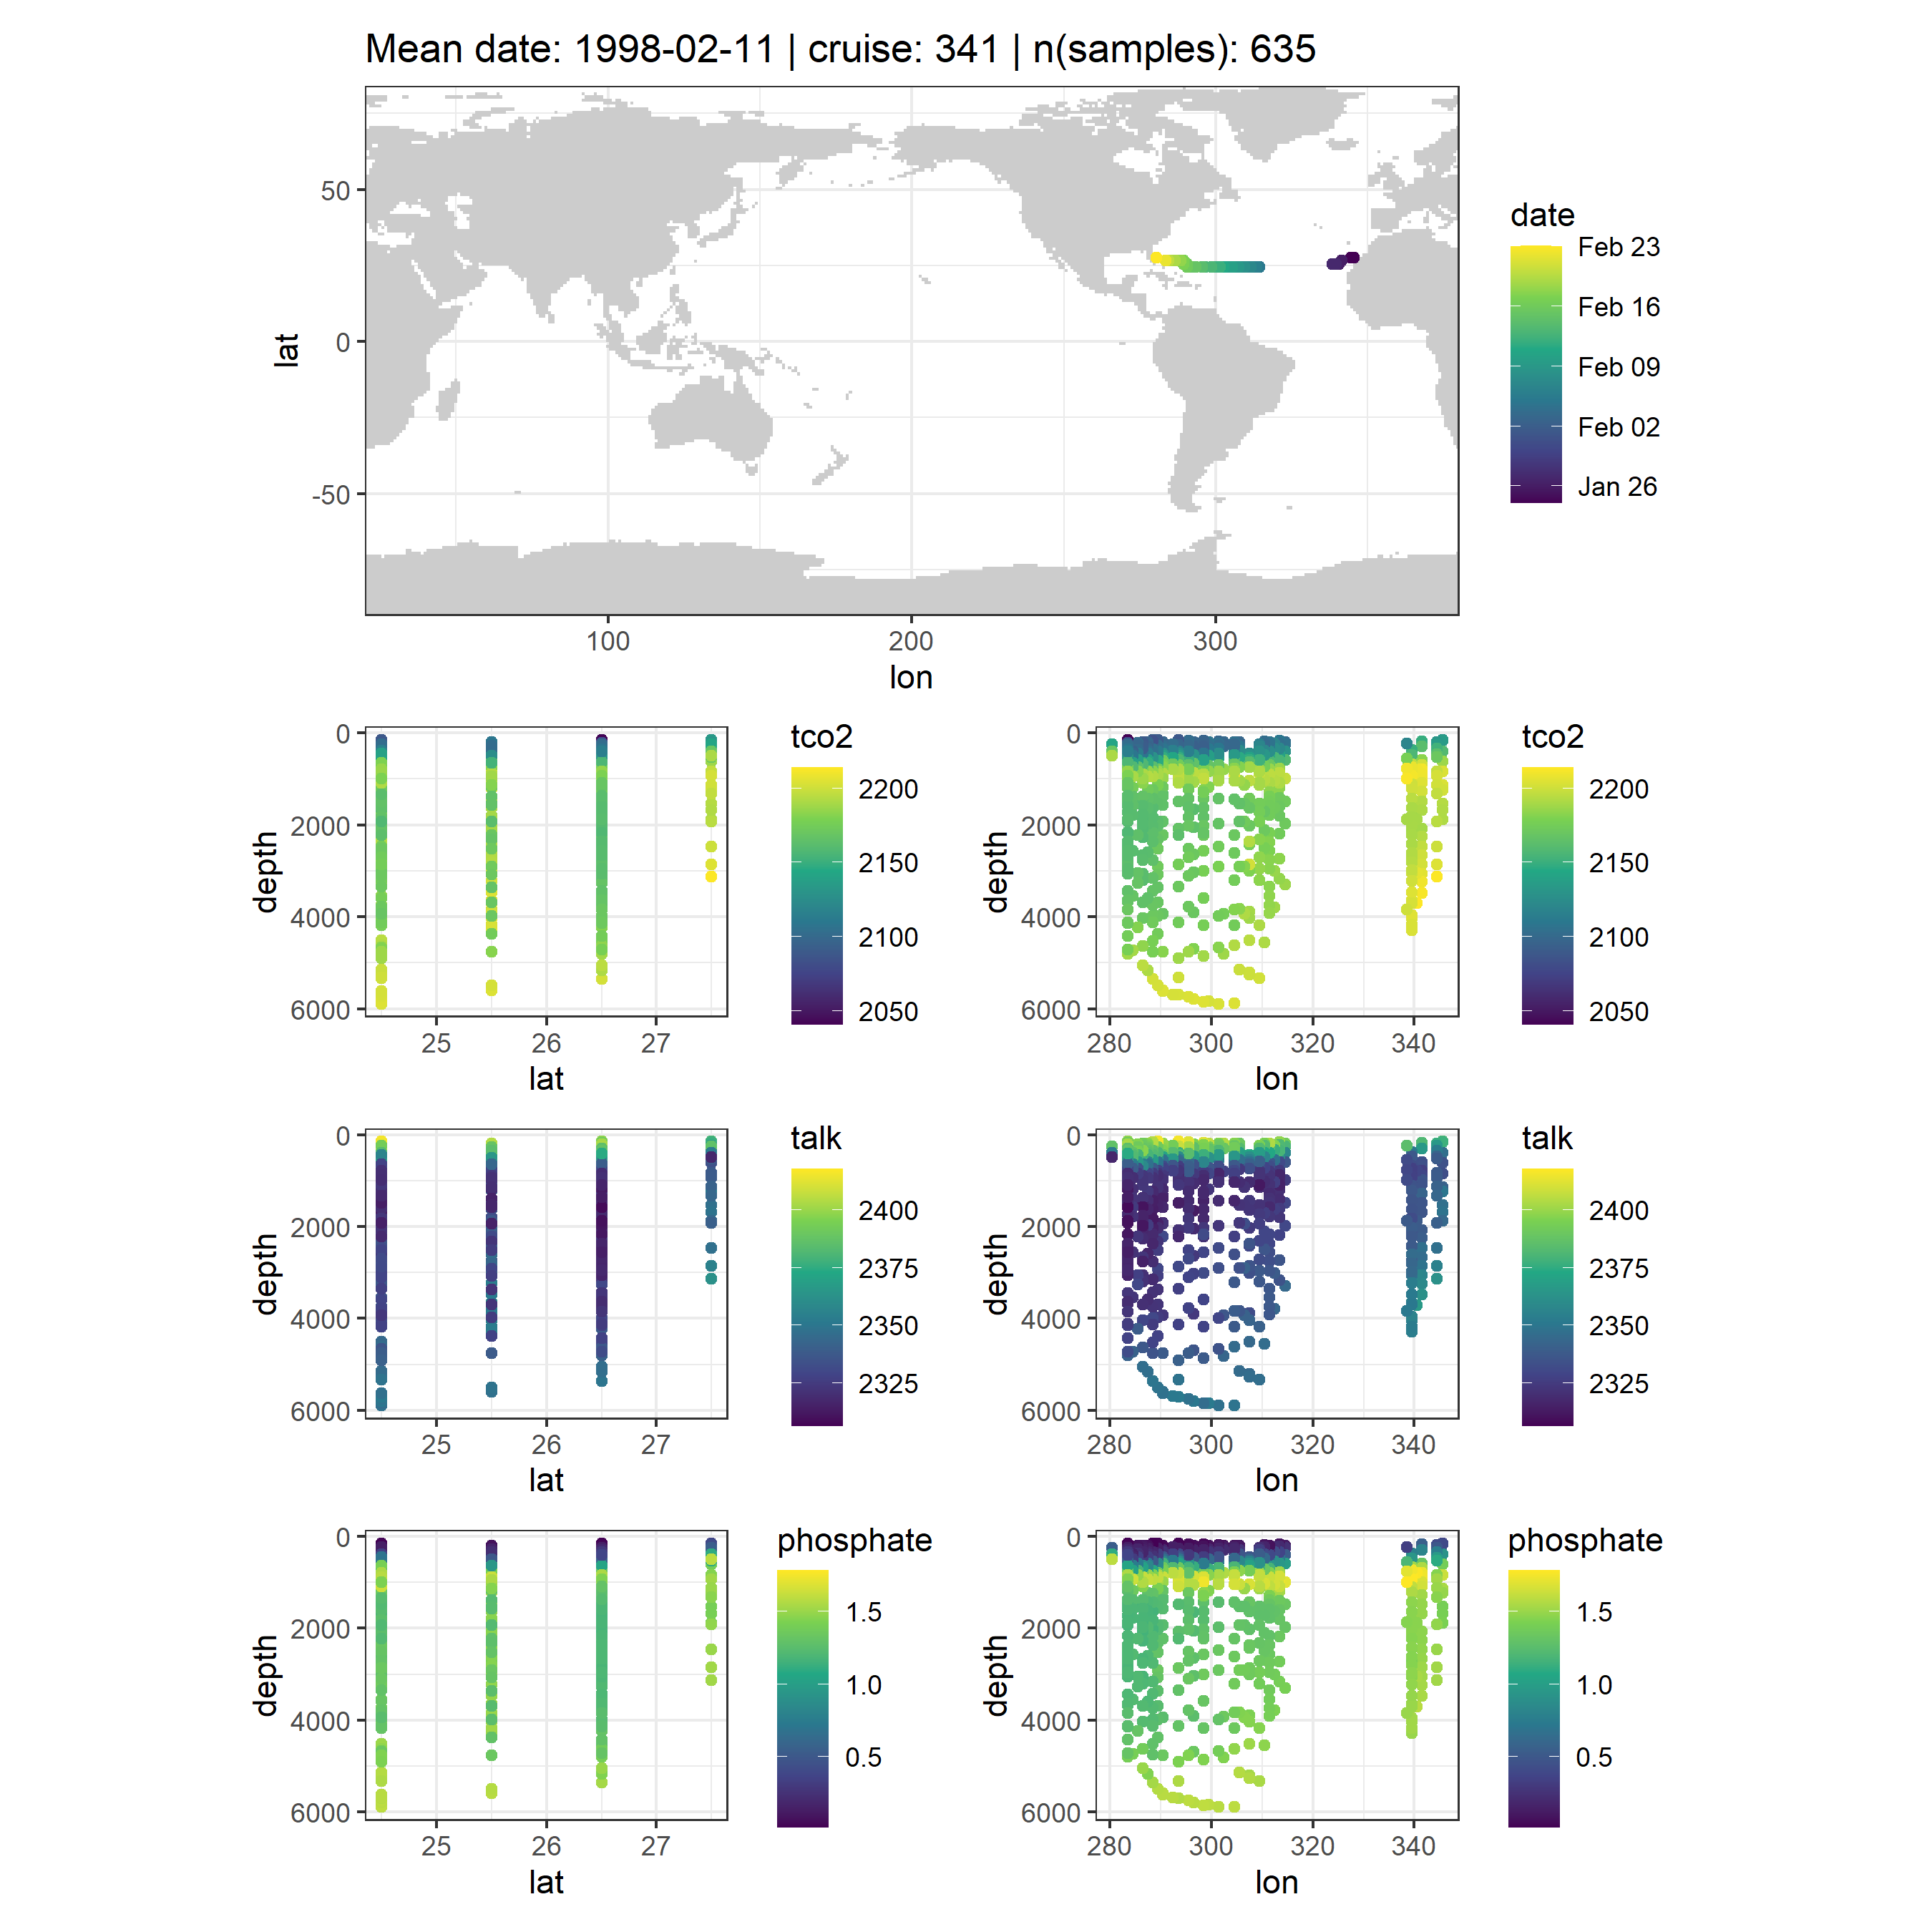 Mean date: 1998-02-11 | cruise: 341 | n(samples): 635
lat
50
0
-50
100 200 300
lon
date
Feb 23
Feb 16
Feb 09
Feb 02
Jan 26
depth
0
2000
4000
6000
25 26 27
lat
tco2
2200
2150
2100
2050
depth
0
2000
4000
6000
280 300 320 340
lon
tco2
2200
2150
2100
2050
depth
0
2000
4000
6000
25 26 27
lat
talk
2400
2375
2350
2325
depth
0
2000
4000
6000
280 300 320 340
lon
talk
2400
2375
2350
2325
depth
0
2000
4000
6000
25 26 27
lat
phosphate
1.5
1.0
0.5
depth
0
2000
4000
6000
280 300 320 340
lon
phosphate
1.5
1.0
0.5